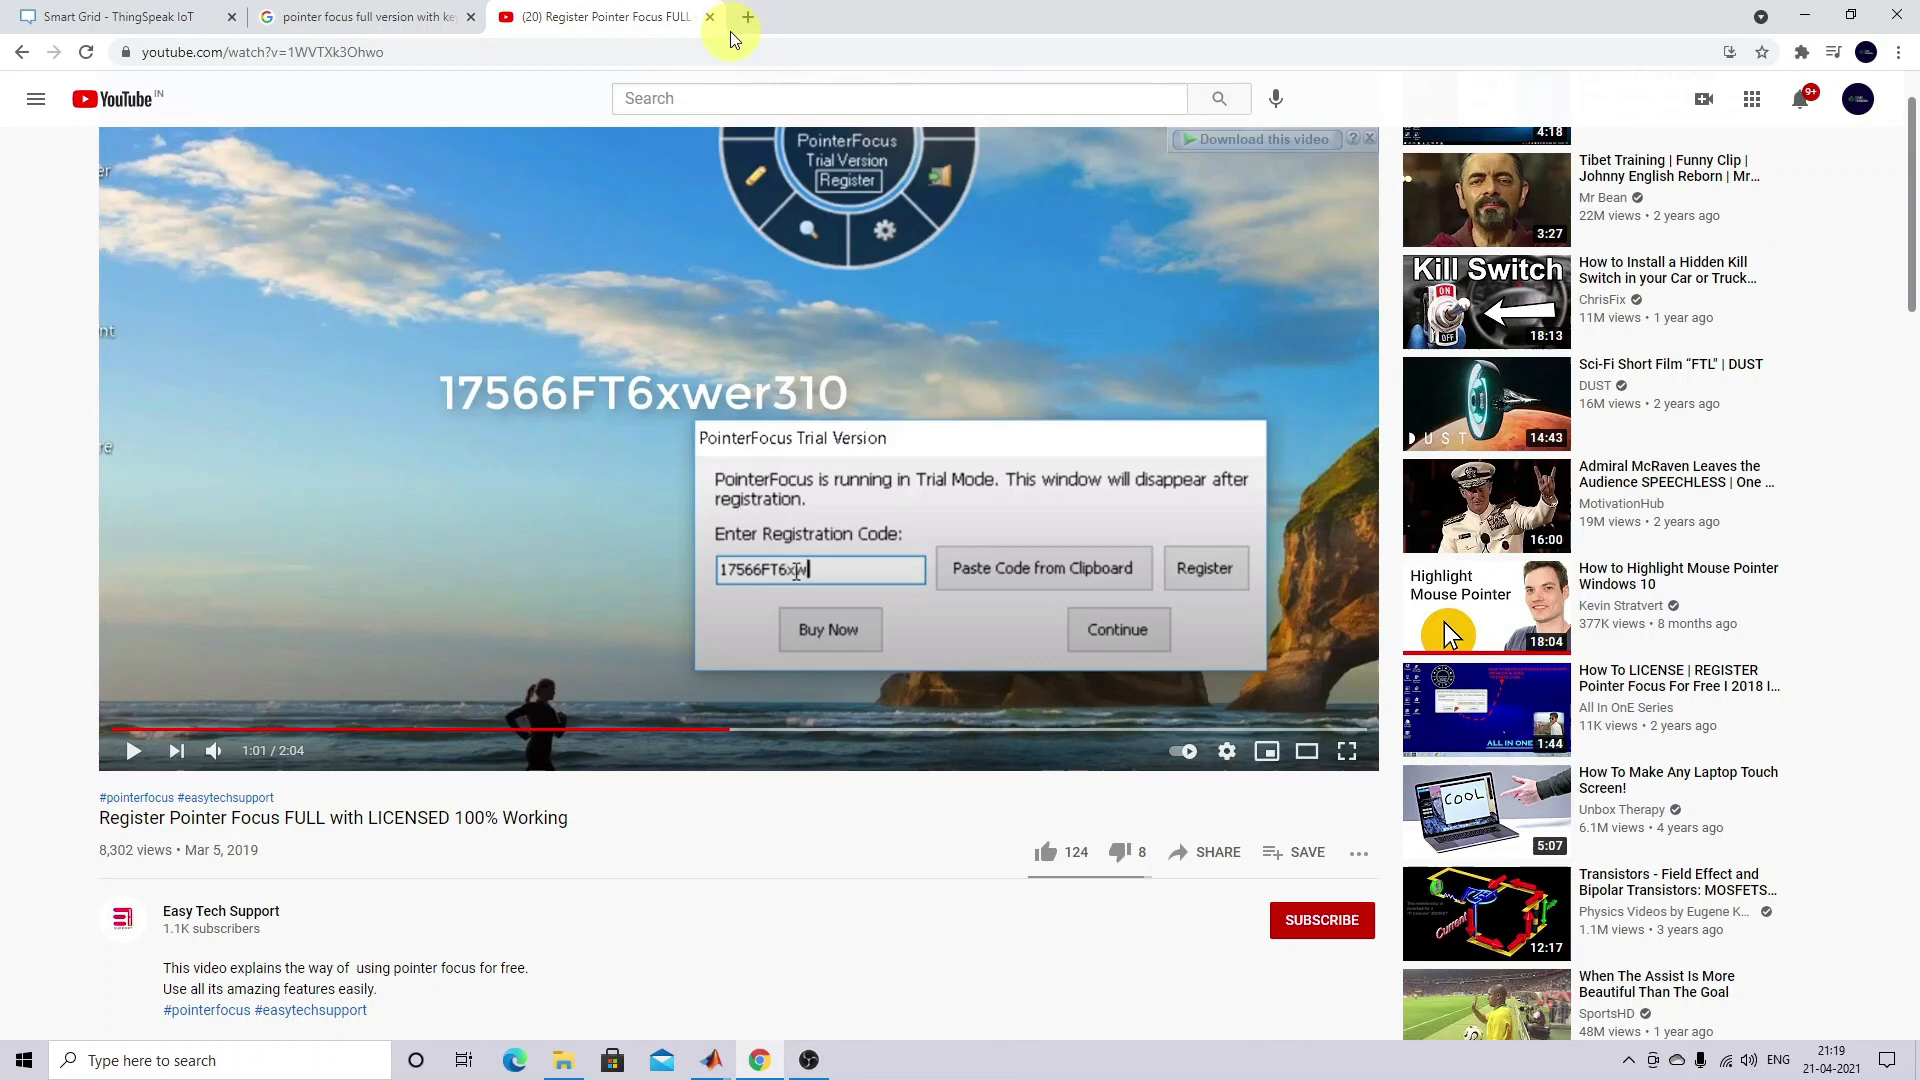 Smart Grid - ThingSpeak IoT
pointer focus full version with ke
(20) Register Pointer Focus FULL
youtube.com/watch?v=1WVTXk3Ohwo
YouTube IN
Search
9+
PointerFocus
Trial Version
Register
Download this video
?
er
nt
re
17566FT6xwer310
PointerFocus Trial Version
PointerFocus is running in Trial Mode. This window will disappear after
registration.
Enter Registration Code:
17566FT6xw
Paste Code from Clipboard
Register
Buy Now
Continue
1:01 / 2:04
#pointerfocus #easytechsupport
Register Pointer Focus FULL with LICENSED 100% Working
8,302 views • Mar 5, 2019
124
8
SHARE
SAVE
Easy Tech Support
1.1K subscribers
SUBSCRIBE
This video explains the way of using pointer focus for free.
Use all its amazing features easily.
#pointerfocus #easytechsupport
4:18
Tibet Training | Funny Clip |
Johnny English Reborn | Mr...
Mr Bean
22M views • 2 years ago
3:27
Kill Switch
ON
OFF
18:13
How to Install a Hidden Kill
Switch in your Car or Truck...
ChrisFix
11M views • 1 year ago
DUST
14:43
Sci-Fi Short Film “FTL" | DUST
DUST
16M views • 2 years ago
16:00
Admiral McRaven Leaves the
Audience SPEECHLESS | One ...
MotivationHub
19M views • 2 years ago
Highlight
Mouse Pointer
18:04
How to Highlight Mouse Pointer
Windows 10
Kevin Stratvert
377K views • 8 months ago
ALL IN ONE
1:44
How To LICENSE | REGISTER
Pointer Focus For Free I 2018 I...
All In OnE Series
11K views • 2 years ago
COOL
5:07
How To Make Any Laptop Touch
Screen!
Unbox Therapy
6.1M views • 4 years ago
Current
12:17
Transistors - Field Effect and
Bipolar Transistors: MOSFETS...
Physics Videos by Eugene K...
1.1M views • 3 years ago
When The Assist Is More
Beautiful Than The Goal
SportsHD
48M views • 1 year ago
Type here to search
ENG
21:19
21-04-2021